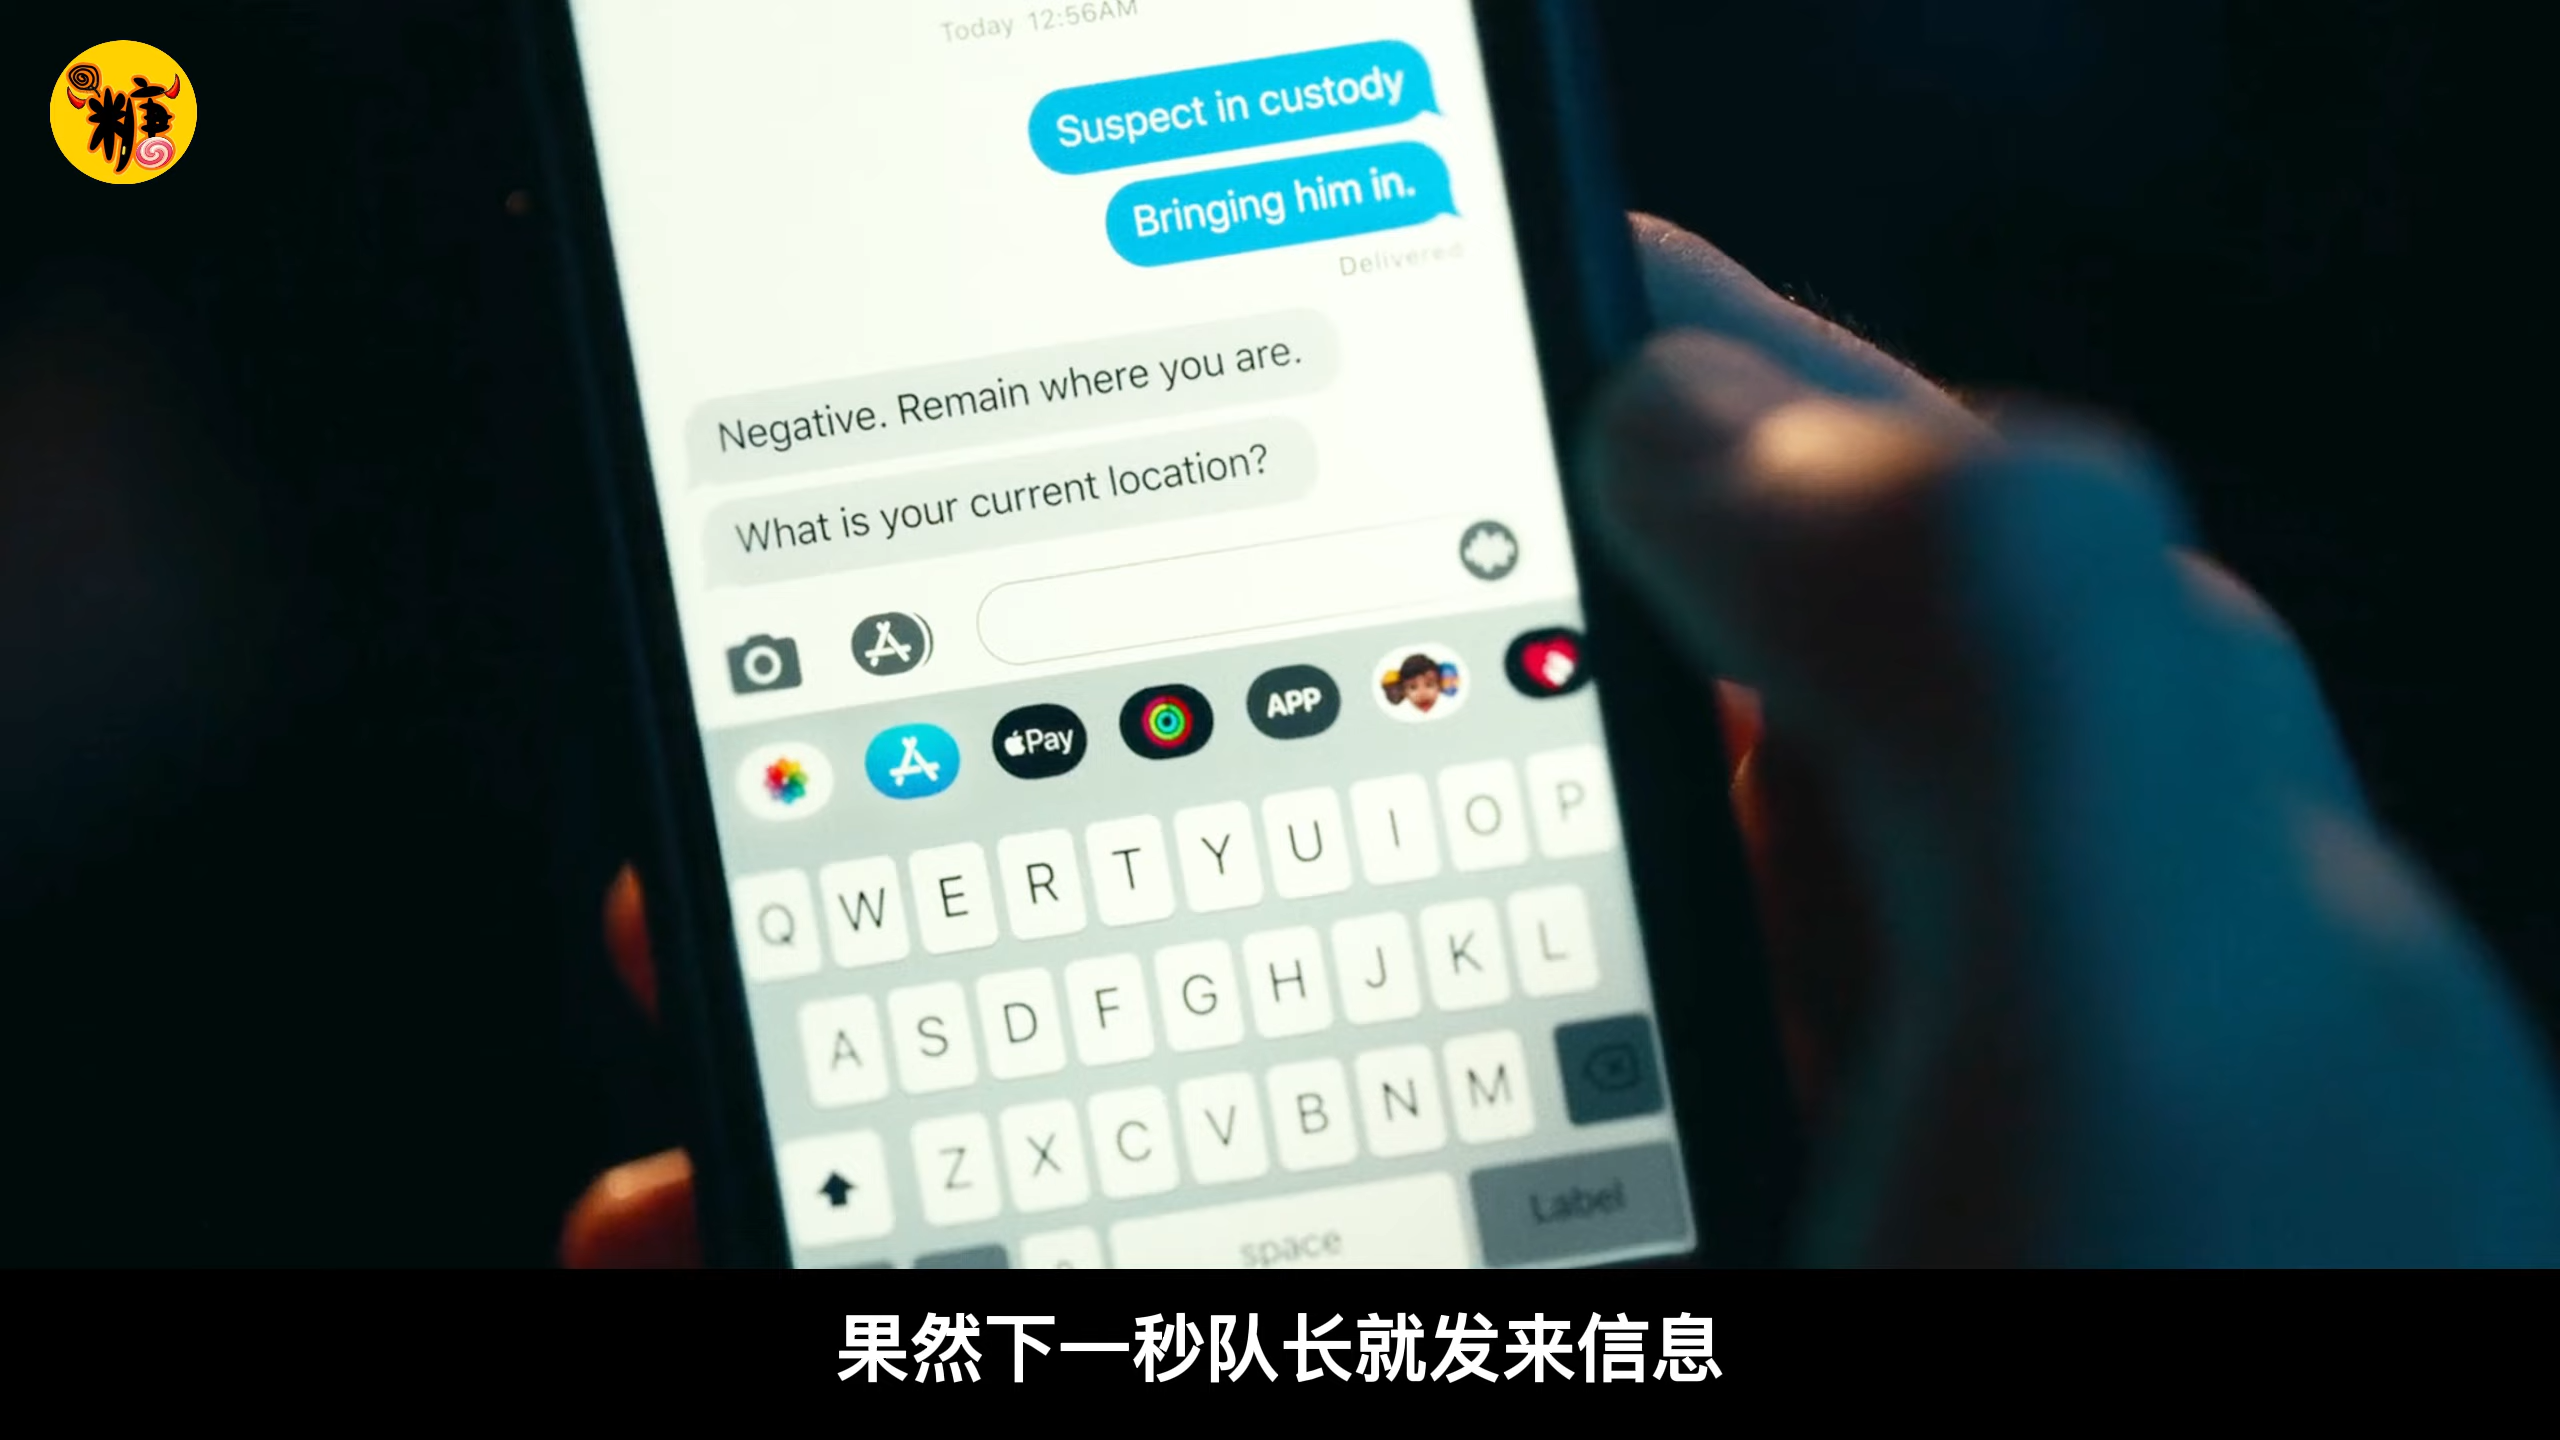 糖
Today 12:56AM
Suspect in custody
Bringing him in.
Delivered
Negative. Remain where you are.
What is your current location?
Pay
APP
Q W E R T Y U I O P
A S D F G H J K L
Z X C V B N M
space
Label
果然下一秒队长就发来信息